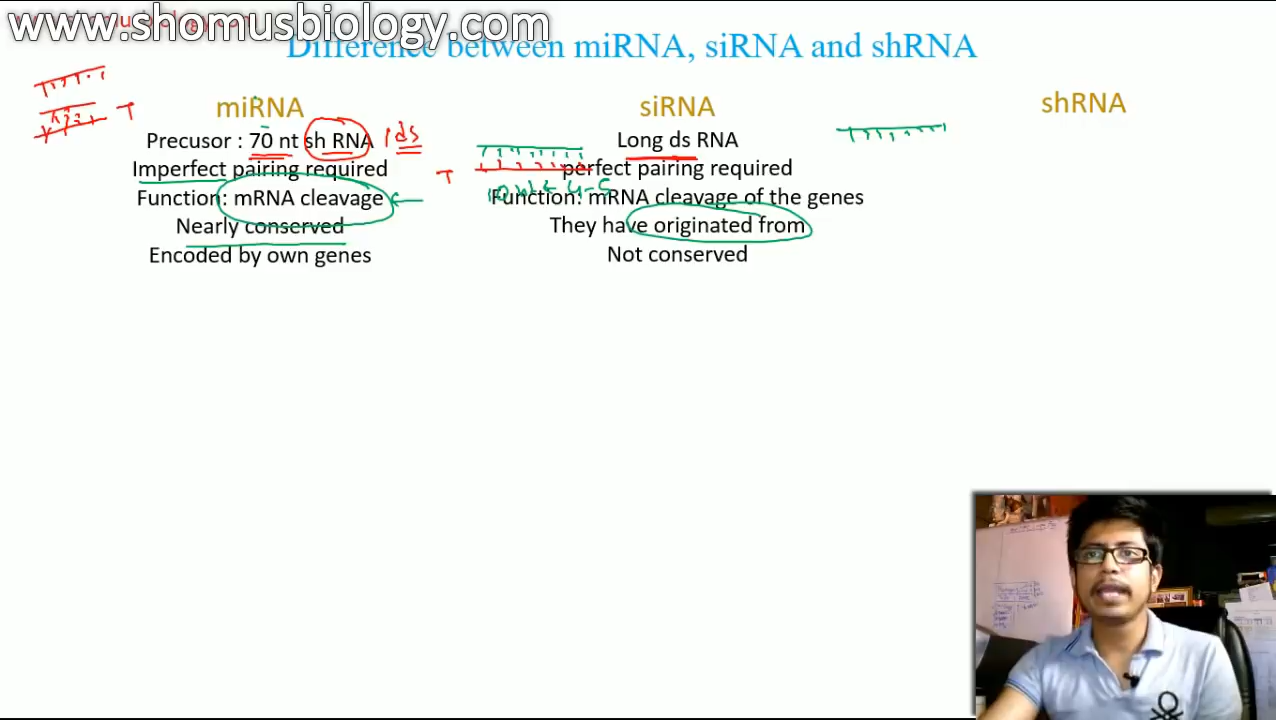 www.shomusbiology.com
Difference between miRNA, siRNA and shRNA
miRNA
Precusor : 70 nt sh RNA
ds
Imperfect pairing required
Function: mRNA cleavage
Nearly conserved
Encoded by own genes
siRNA
Long ds RNA
perfect pairing required
Function: mRNA cleavage of the genes
They have originated from
Not conserved
shRNA